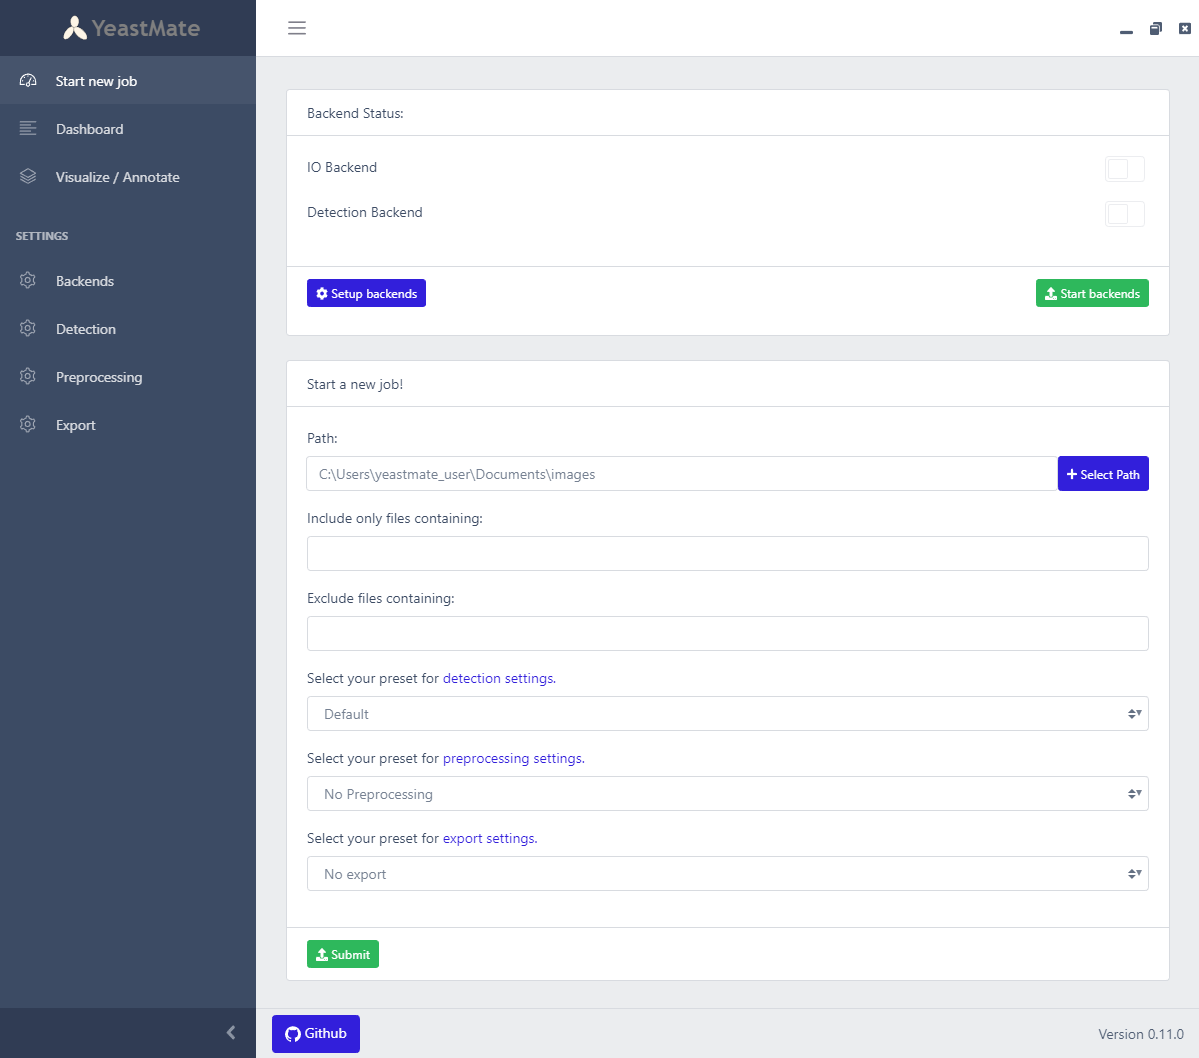 YeastMate
Start new job
Dashboard
Visualize / Annotate
SETTINGS
Backends
Detection
Preprocessing
Export
Backend Status:
IO Backend
Detection Backend
Setup backends
Start backends
Start a new job!
Path:
C:\Users\yeastmate_user\Documents\images
Select Path
Include only files containing:
Exclude files containing:
Select your preset for detection settings.
Default
Select your preset for preprocessing settings.
No Preprocessing
Select your preset for export settings.
No export
Submit
Github
Version 0.11.0